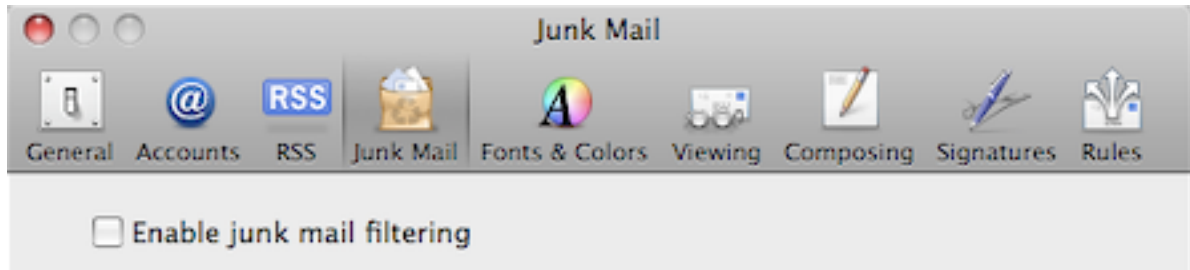 Junk Mail
RSS
General Accounts RSS Junk Mail Fonts & Colors Viewing Composing Signatures Rules
Enable junk mail filtering